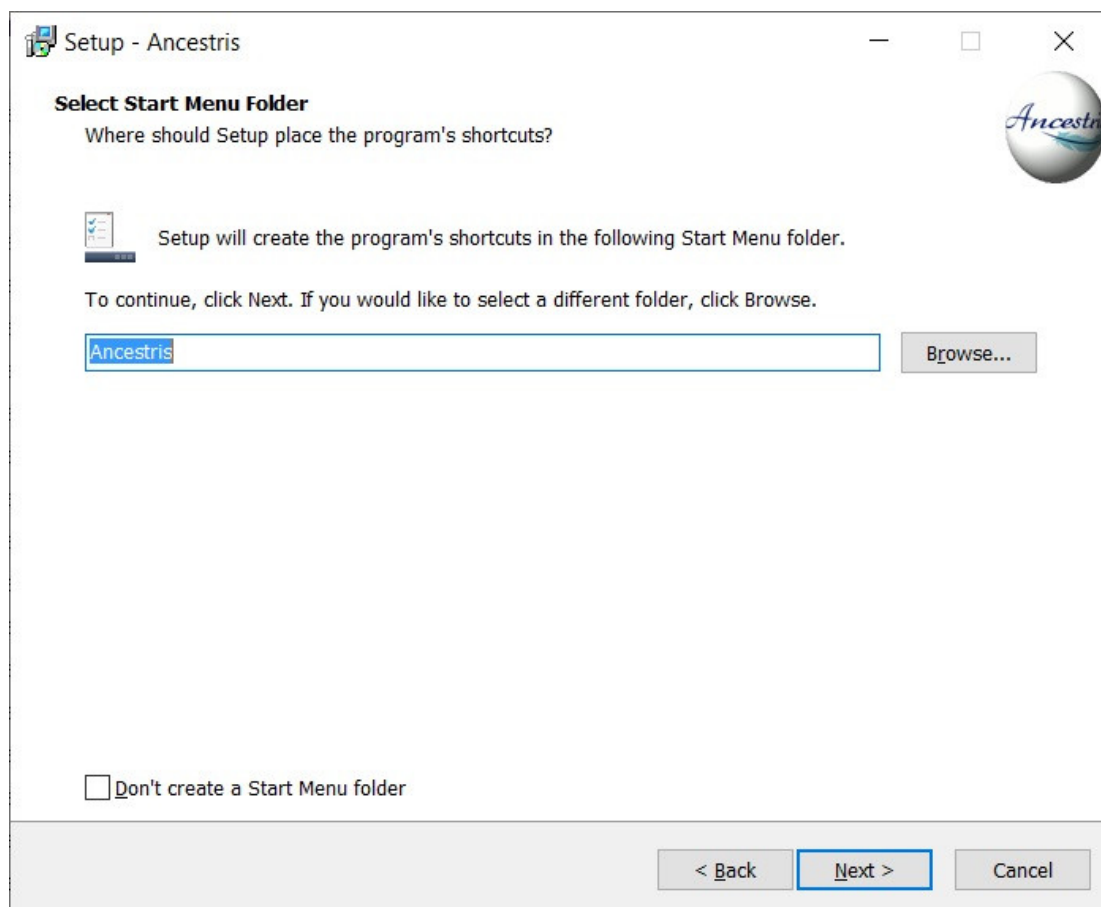 Setup - Ancestris
Select Start Menu Folder
Where should Setup place the program's shortcuts?
Setup will create the program's shortcuts in the following Start Menu folder.
To continue, click Next. If you would like to select a different folder, click Browse.
Ancestris
Browse...
Don't create a Start Menu folder
< Back
Next >
Cancel